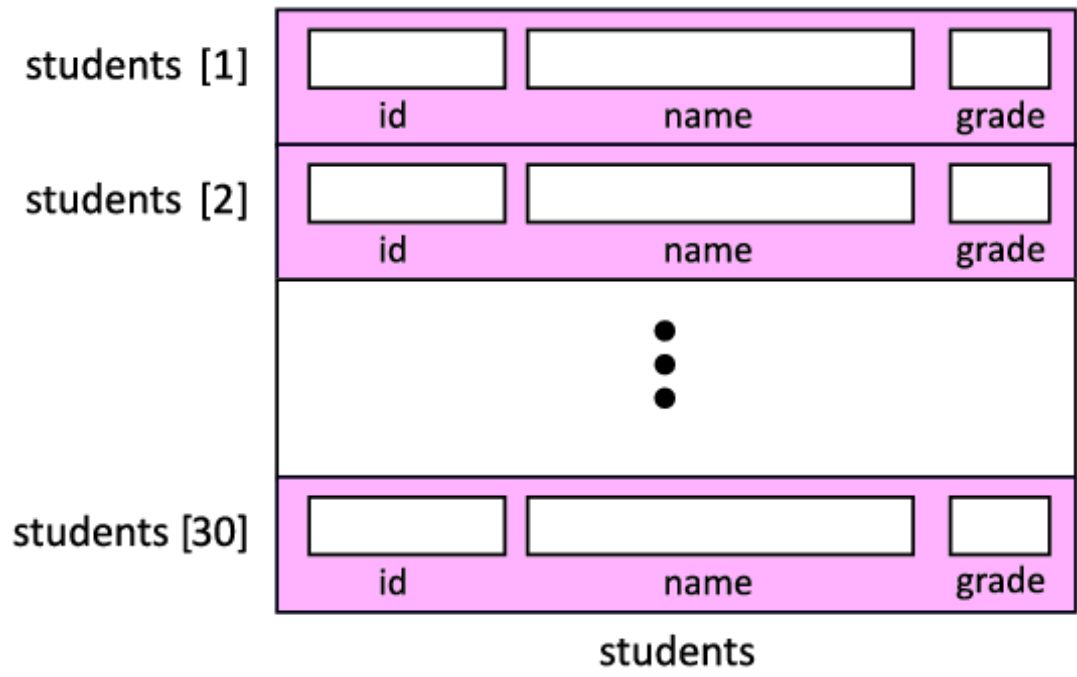 students [1]
id name grade
students [2]
id name grade
students [30]
id name grade
students